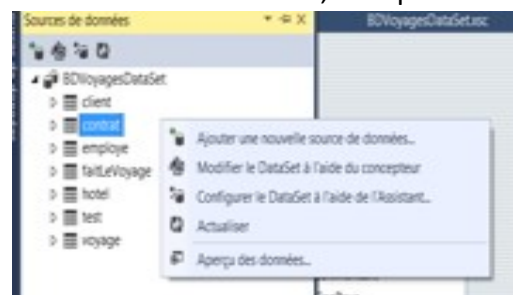 Sources de données
BDVoyagesDataSet.xsc
BDVoyagesDataSet
client
contrat
employe
faitLeVoyage
hotel
test
voyage
Ajouter une nouvelle source de données...
Modifier le DataSet à l'aide du concepteur
Configurer le DataSet à l'aide de l'Assistant...
Actualiser
Aperçu des données...